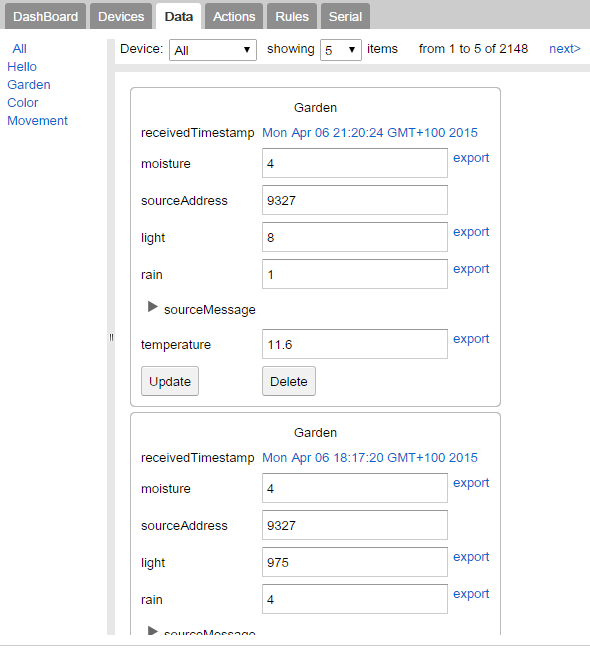 DashBoard Devices Data Actions Rules Serial
All
Hello
Garden
Color
Movement
Device: All showing 5 items from 1 to 5 of 2148 next>
Garden
receivedTimestamp Mon Apr 06 21:20:24 GMT+100 2015
moisture 4 export
sourceAddress 9327
light 8 export
rain 1 export
sourceMessage
temperature 11.6 export
Update Delete
Garden
receivedTimestamp Mon Apr 06 18:17:20 GMT+100 2015
moisture 4 export
sourceAddress 9327
light 975 export
rain 4 export
sourceMessage